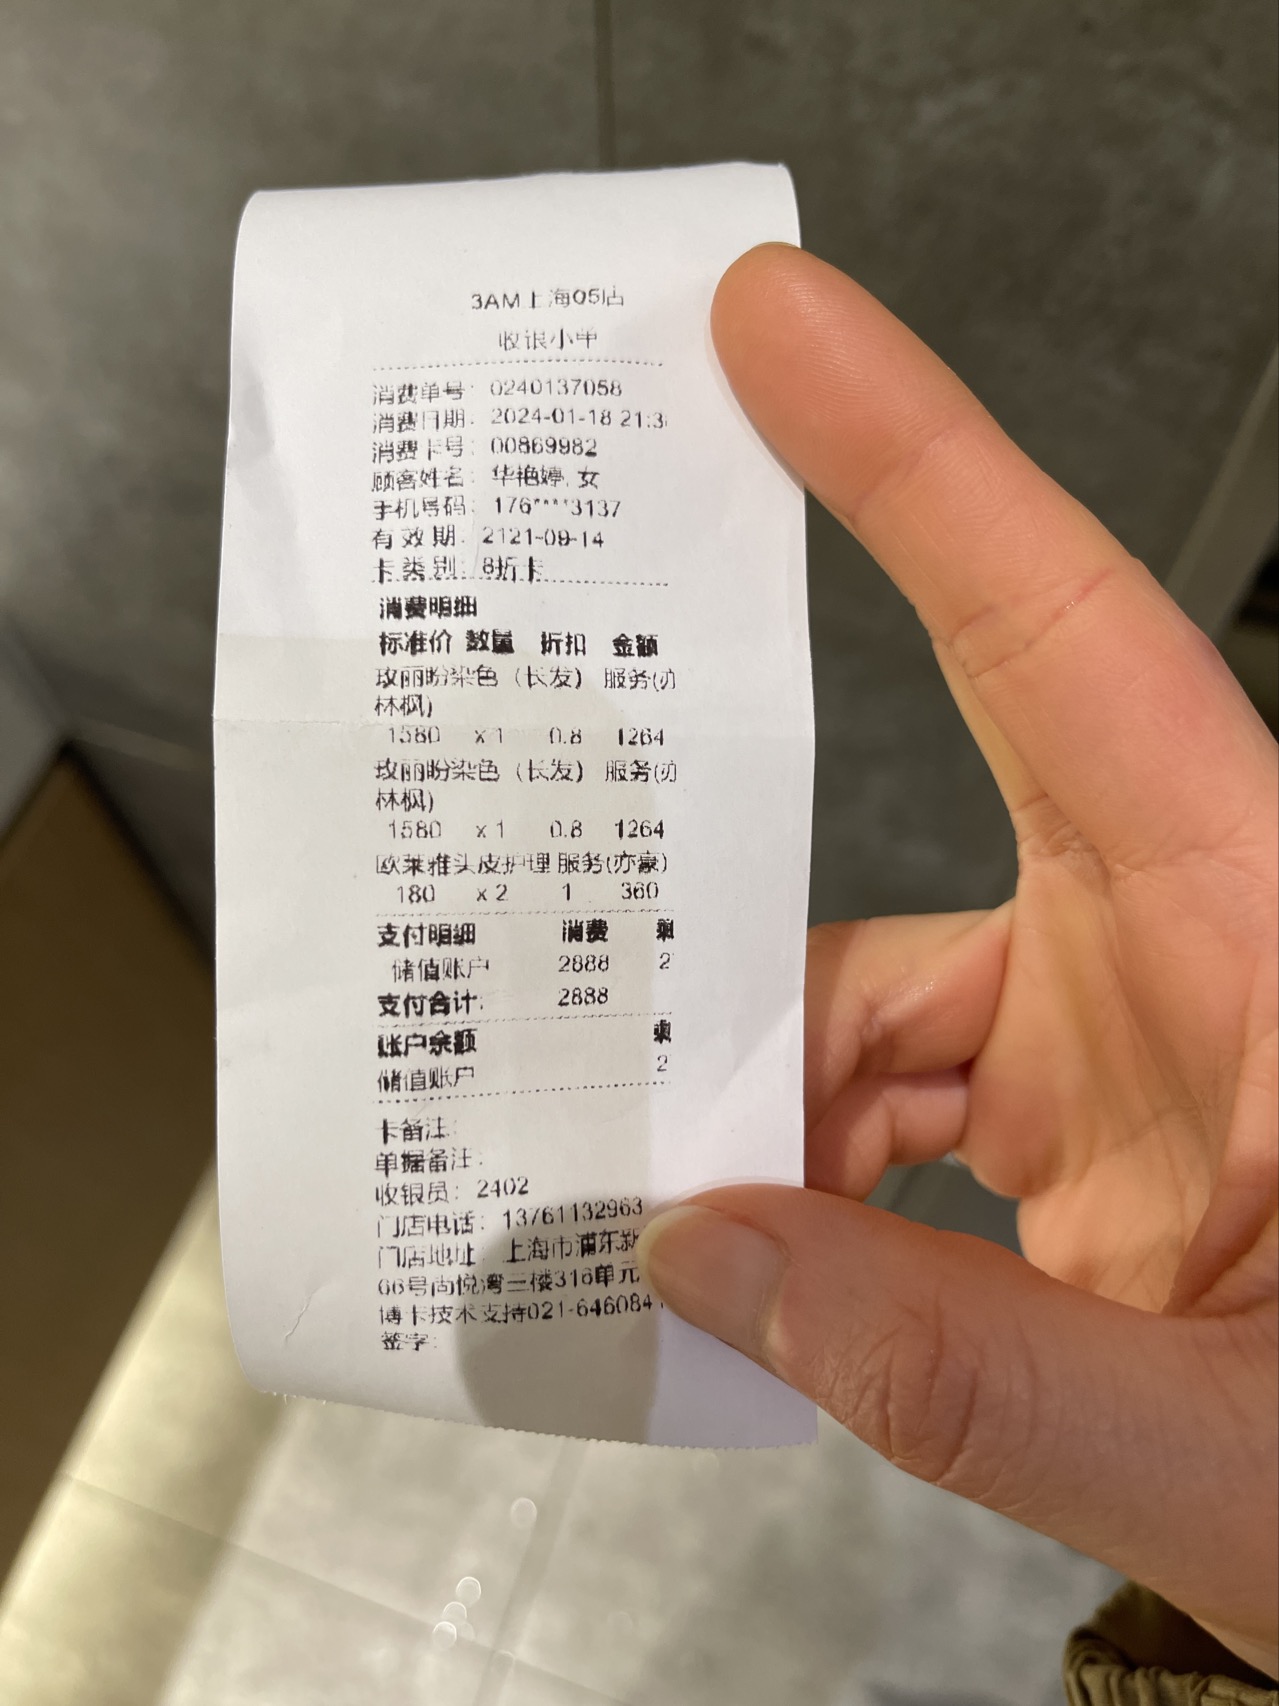 3AM上海05店
收银小单
消费单号：0240137058
消费日期：2024-01-18 21:3
消费卡号：00869982
顾客姓名：华艳婷,女
手机号码：176****3137
有 效 期：2121-09-14
卡 类 别：8折卡
消费明细
标准价 数量 折扣 金额
玫丽盼染色（长发） 服务(亦
林枫)
1580 x1 0.8 1264
玫丽盼染色（长发） 服务(亦
林枫)
1580 x1 0.8 1264
欧莱雅头皮护理 服务(亦豪)
180 x2 1 360
支付明细 消费 剩
储值账户 2888 2
支付合计: 2888
账户余额 剩
储值账户 2
卡备注:
单据备注:
收银员：2402
门店电话：13761132963
门店地址：上海市浦东新
66号尚悦湾三楼316单元
博卡技术支持021-646084
签字: